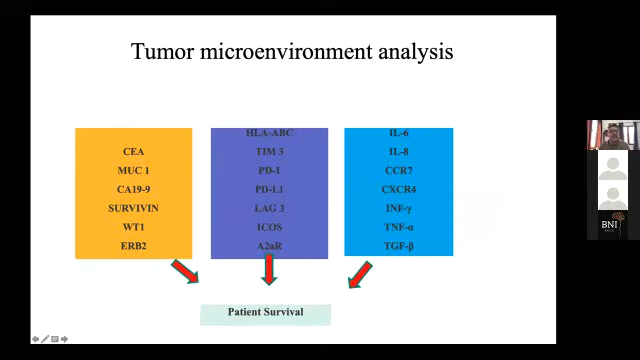 Tumor microenvironment analysis
CEA
MUC 1
CA19-9
SURVIVIN
WT1
ERB2
HLA-ABC
TIM 3
PD-1
PD-L1
LAG 3
ICOS
A2aR
IL-6
IL-8
CCR7
CXCR4
INF-γ
TNF-α
TGF-β
Patient Survival
BNI